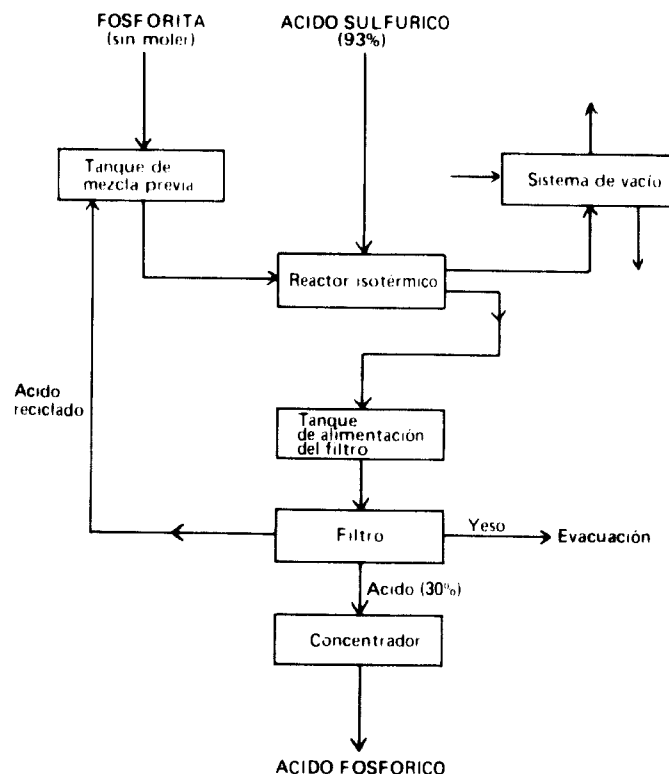 FOSFORITA
(sin moler)
ACIDO SULFURICO
(93%)
Tanque de
mezcla previa
Sistema de vacío
Reactor isotérmico
Acido
reciclado
Tanque
de alimentación
del filtro
Filtro
Yeso
Evacuación
Acido (30%)
Concentrador
ACIDO FOSFORICO